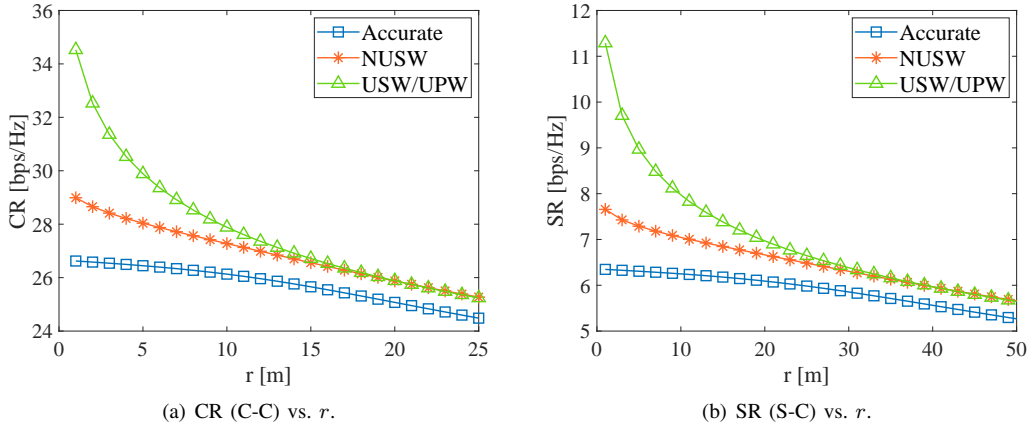 36
34
32
30
28
26
24
CR [bps/Hz]
0 5 10 15 20 25
r [m]
Accurate
NUSW
USW/UPW
(a) CR (C-C) vs. r.
12
11
10
9
8
7
6
5
SR [bps/Hz]
0 10 20 30 40 50
r [m]
Accurate
NUSW
USW/UPW
(b) SR (S-C) vs. r.